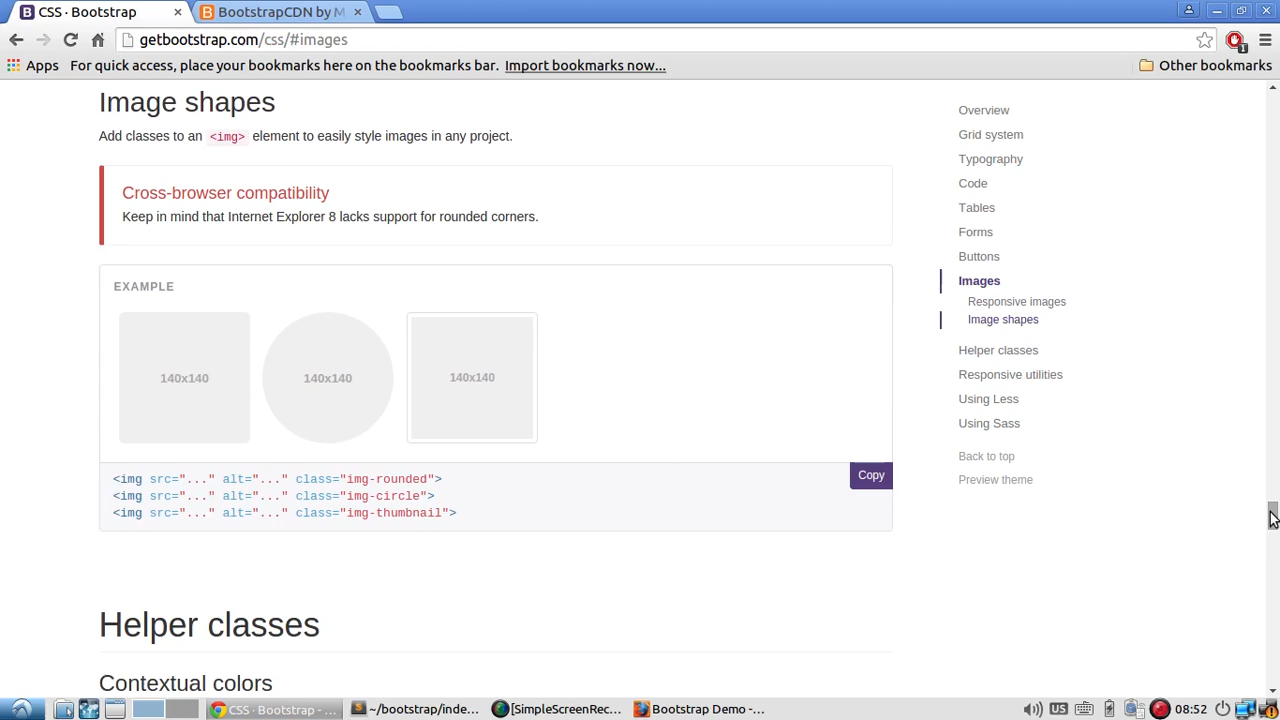 CSS · Bootstrap
BootstrapCDN by M
getbootstrap.com/css/#images
Apps
For quick access, place your bookmarks here on the bookmarks bar. Import bookmarks now...
Other bookmarks
Image shapes
Add classes to an <img> element to easily style images in any project.
Cross-browser compatibility
Keep in mind that Internet Explorer 8 lacks support for rounded corners.
EXAMPLE
140x140
140x140
140x140
Copy
<img src="..." alt="..." class="img-rounded">
<img src="..." alt="..." class="img-circle">
<img src="..." alt="..." class="img-thumbnail">
Helper classes
Contextual colors
Overview
Grid system
Typography
Code
Tables
Forms
Buttons
Images
Responsive images
Image shapes
Helper classes
Responsive utilities
Using Less
Using Sass
Back to top
Preview theme
CSS · Bootstrap - ...
~/bootstrap/inde...
[SimpleScreenRec...
Bootstrap Demo -...
US
08:52